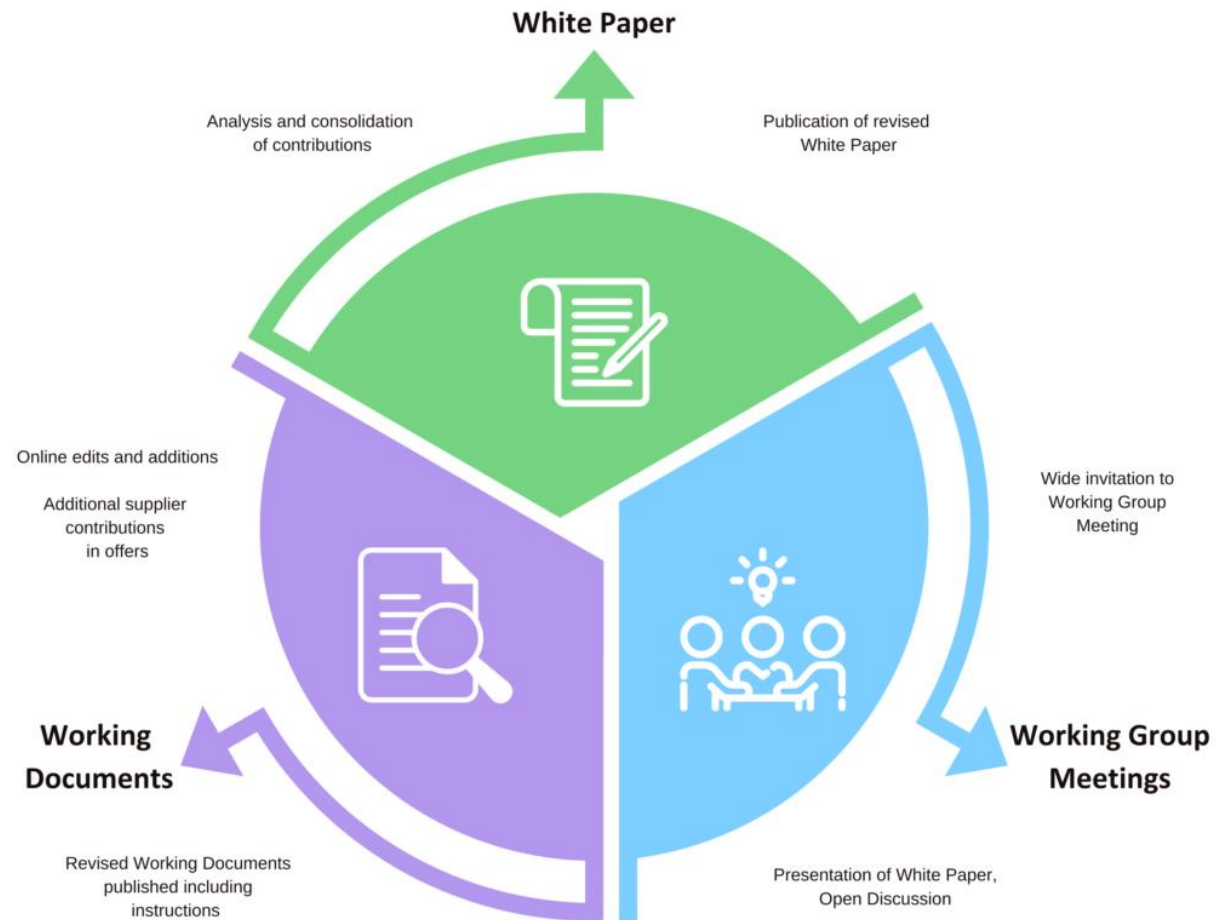 White Paper
Analysis and consolidation
of contributions
Publication of revised
White Paper
Online edits and additions
Additional supplier
contributions
in offers
Wide invitation to
Working Group
Meeting
Working
Documents
Working Group
Meetings
Revised Working Documents
published including
instructions
Presentation of White Paper,
Open Discussion